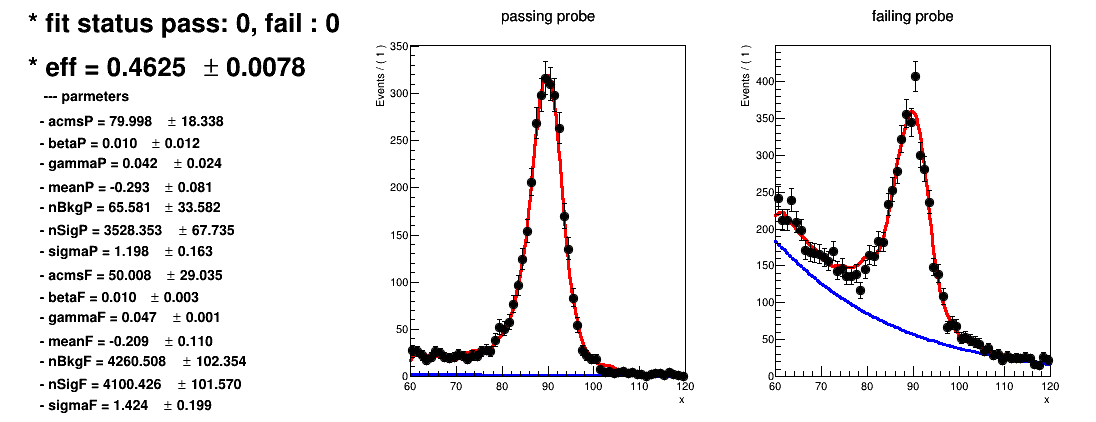 * fit status pass: 0, fail : 0
* eff = 0.4625 ± 0.0078
--- parmeters
- acmsP = 79.998 ± 18.338
- betaP = 0.010 ± 0.012
- gammaP = 0.042 ± 0.024
- meanP = -0.293 ± 0.081
- nBkgP = 65.581 ± 33.582
- nSigP = 3528.353 ± 67.735
- sigmaP = 1.198 ± 0.163
- acmsF = 50.008 ± 29.035
- betaF = 0.010 ± 0.003
- gammaF = 0.047 ± 0.001
- meanF = -0.209 ± 0.110
- nBkgF = 4260.508 ± 102.354
- nSigF = 4100.426 ± 101.570
- sigmaF = 1.424 ± 0.199
passing probe
Events / ( 1 )
350
300
250
200
150
100
50
0
60 70 80 90 100 110 120
x
failing probe
Events / ( 1 )
400
350
300
250
200
150
100
50
0
60 70 80 90 100 110 120
x